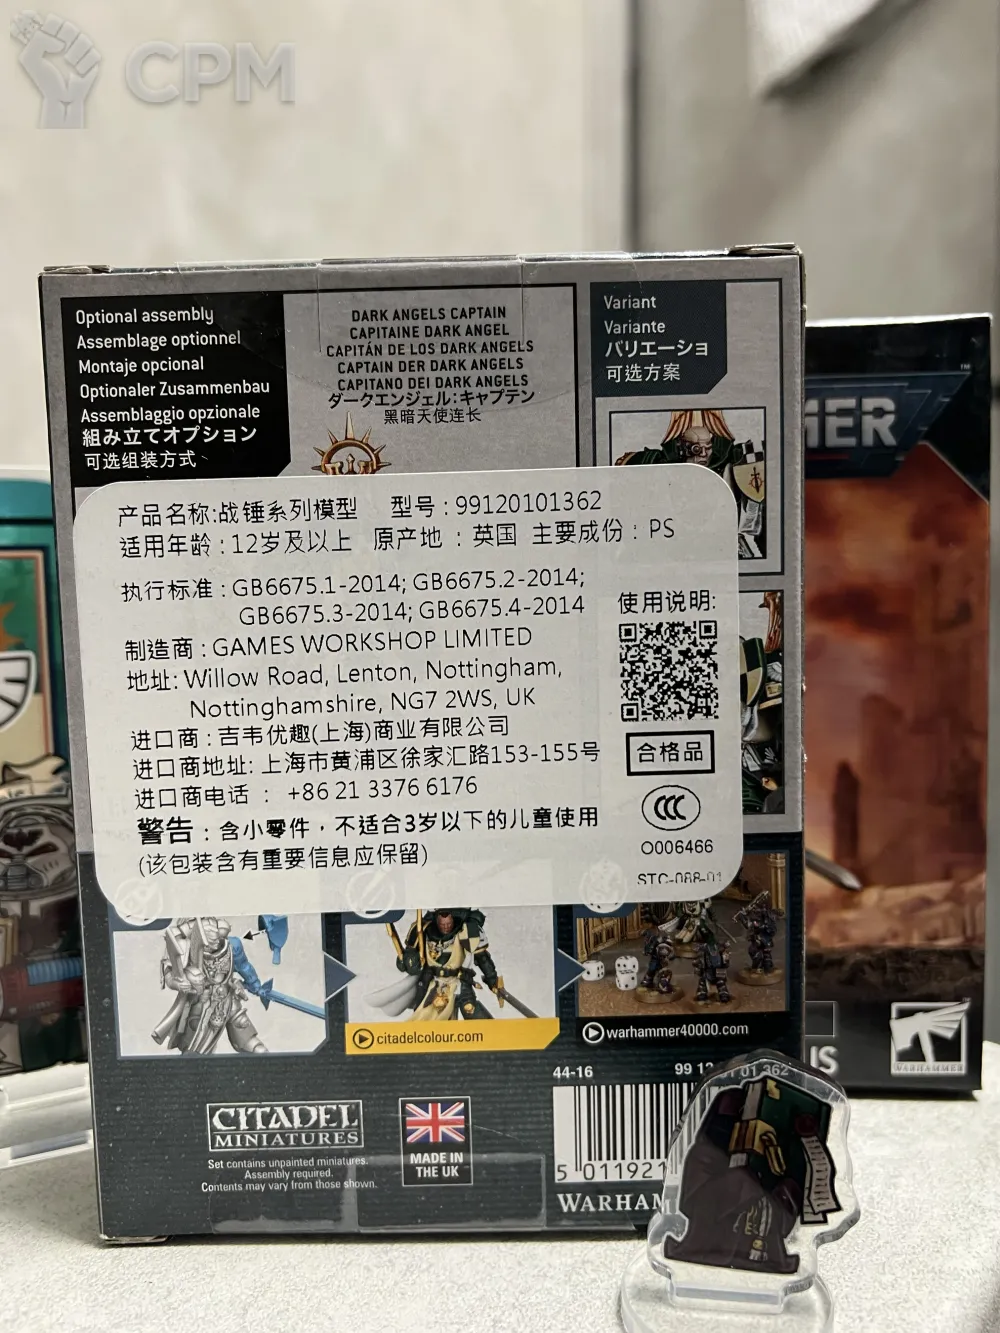 CPM
Optional assembly
Assemblage optionnel
Montaje opcional
Optionaler Zusammenbau
Assemblaggio opzionale
組み立てオプション
可选组装方式
DARK ANGELS CAPTAIN
CAPITAINE DARK ANGEL
CAPITÁN DE LOS DARK ANGELS
CAPTAIN DER DARK ANGELS
CAPITANO DEI DARK ANGELS
ダークエンジェル:キャプテン
黑暗天使连长
Variant
Variante
バリエーショ
可选方案
MER
TM
产品名称:战锤系列模型 型号:99120101362
适用年龄:12岁及以上 原产地:英国 主要成份:PS
执行标准:GB6675.1-2014; GB6675.2-2014;
GB6675.3-2014; GB6675.4-2014
制造商:GAMES WORKSHOP LIMITED
地址:Willow Road, Lenton, Nottingham,
Nottinghamshire, NG7 2WS, UK
进口商:吉韦优趣(上海)商业有限公司
进口商地址:上海市黄浦区徐家汇路153-155号
进口商电话:+86 21 3376 6176
警告:含小零件,不适合3岁以下的儿童使用
(该包装含有重要信息应保留)
使用说明:
合格品
CCC
O006466
STC-088-01
citadelcolour.com
warhammer40000.com
US
WARHAMMER
44-16
CITADEL
MINIATURES
Set contains unpainted miniatures.
Assembly required.
Contents may vary from those shown.
MADE IN
THE UK
5 011921
WARHAM